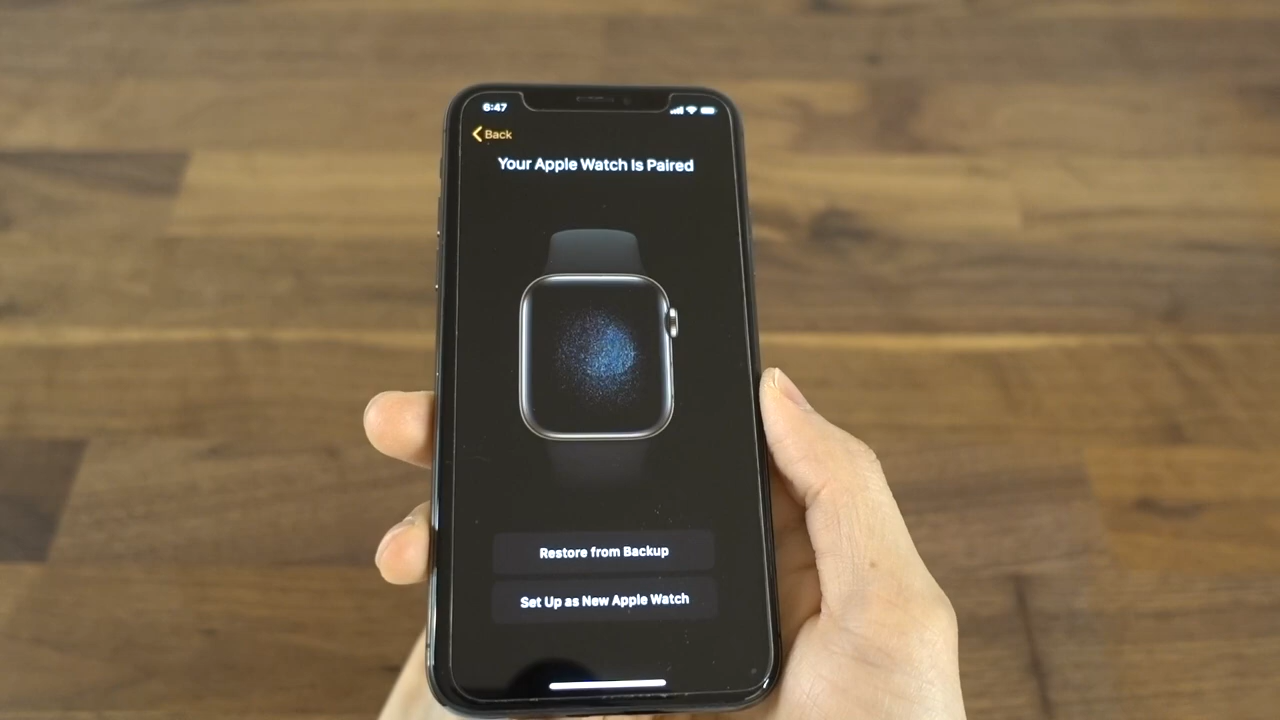 6:47
Back
Your Apple Watch Is Paired
Restore from Backup
Set Up as New Apple Watch